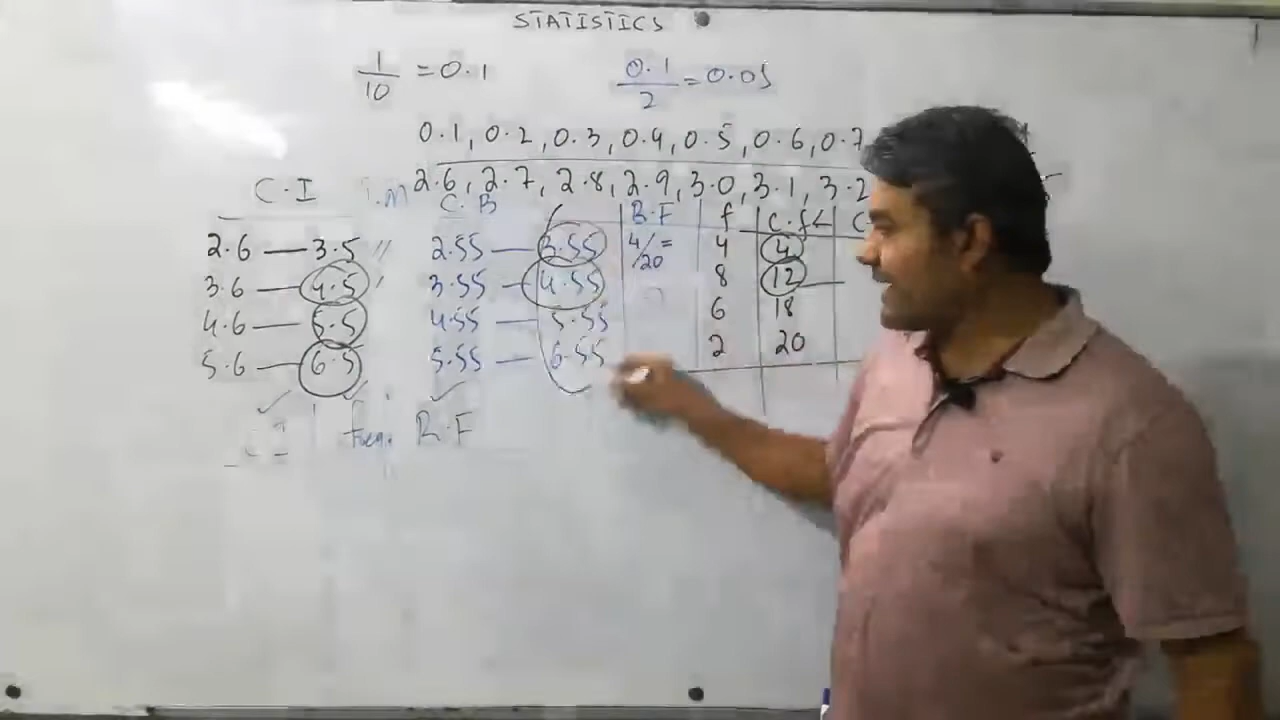 STATISTICS
1/10 = 0.1
0.1/2 = 0.05
0.1, 0.2, 0.3, 0.4, 0.5, 0.6, 0.7
2.6, 2.7, 2.8, 2.9, 3.0, 3.1, 3.2
C.I C.B R.F f C.f<
2.6 — 3.5 " 2.55 — 3.55 4/20 = 4 4
3.6 — 4.5 3.55 — 4.55 8 12
4.6 — 5.5 4.55 — 5.55 6 18
5.6 — 6.5 5.55 — 6.55 2 20
R.F